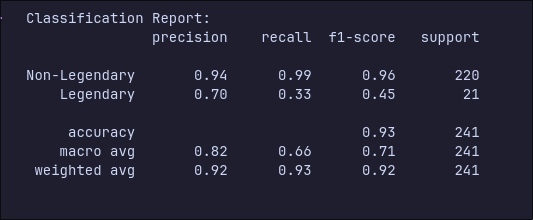 Classification Report:
precision recall f1-score support
Non-Legendary 0.94 0.99 0.96 220
Legendary 0.70 0.33 0.45 21
accuracy 0.93 241
macro avg 0.82 0.66 0.71 241
weighted avg 0.92 0.93 0.92 241